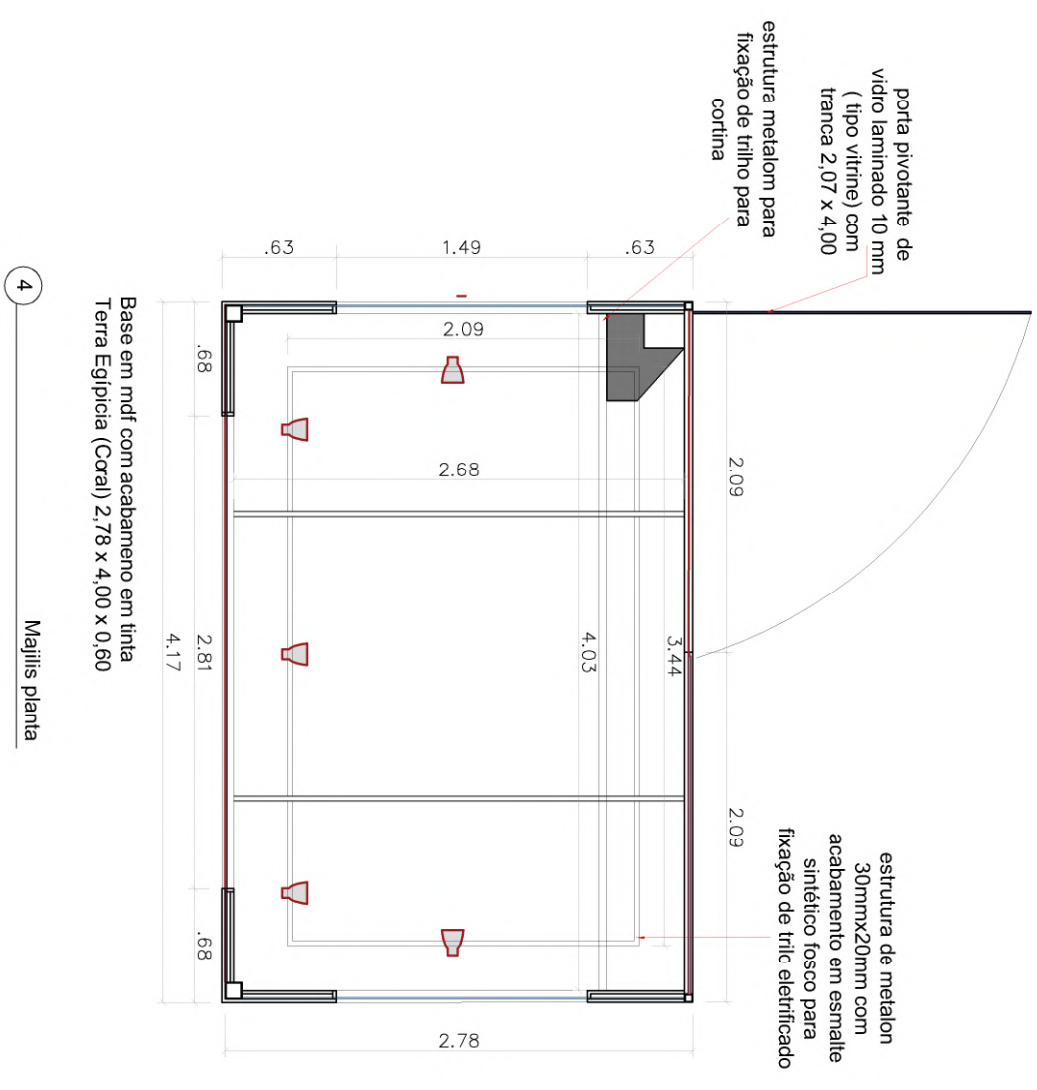 porta pivotante de
vidro laminado 10 mm
( tipo vitrine) com
tranca 2,07 x 4,00
estrutura metalom para
fixação de trilho para
cortina
estrutura de metalon
30mmx20mm com
acabamento em esmalte
sintético fosco para
fixação de trilc eletrificado
.63
1.49
.63
2.09
2.68
2.78
2.09
2.09
3.44
4.03
.68
2.81
.68
4.17
Base em mdf com acabameno em tinta
Terra Egípicia (Coral) 2,78 x 4,00 x 0,60
4
Majilis planta